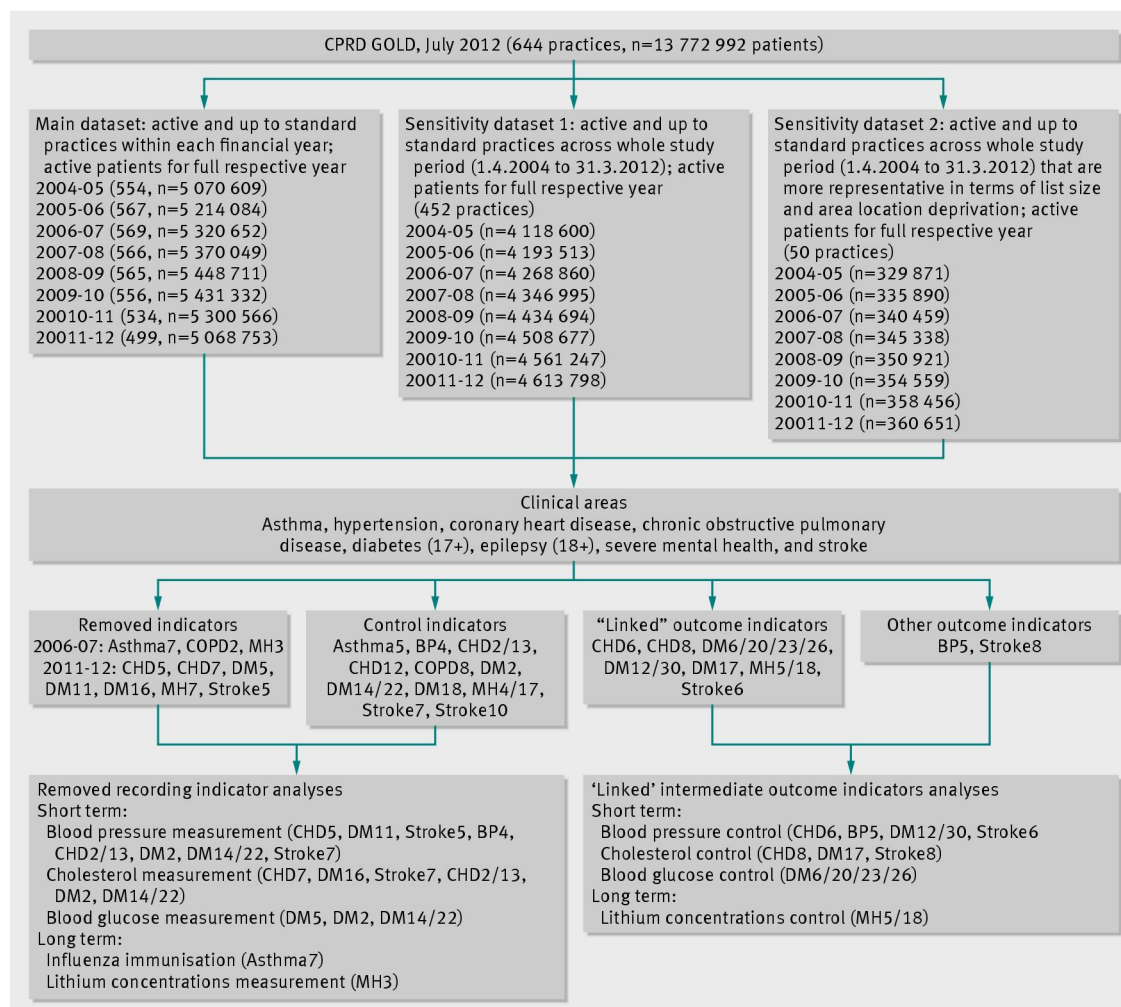 CPRD GOLD, July 2012 (644 practices, n=13 772 992 patients)
Main dataset: active and up to standard
practices within each financial year;
active patients for full respective year
2004-05 (554, n=5 070 609)
2005-06 (567, n=5 214 084)
2006-07 (569, n=5 320 652)
2007-08 (566, n=5 370 049)
2008-09 (565, n=5 448 711)
2009-10 (556, n=5 431 332)
20010-11 (534, n=5 300 566)
20011-12 (499, n=5 068 753)
Sensitivity dataset 1: active and up to
standard practices across whole study
period (1.4.2004 to 31.3.2012); active
patients for full respective year
(452 practices)
2004-05 (n=4 118 600)
2005-06 (n=4 193 513)
2006-07 (n=4 268 860)
2007-08 (n=4 346 995)
2008-09 (n=4 434 694)
2009-10 (n=4 508 677)
20010-11 (n=4 561 247)
20011-12 (n=4 613 798)
Sensitivity dataset 2: active and up to
standard practices across whole study
period (1.4.2004 to 31.3.2012) that are
more representative in terms of list size
and area location deprivation; active
patients for full respective year
(50 practices)
2004-05 (n=329 871)
2005-06 (n=335 890)
2006-07 (n=340 459)
2007-08 (n=345 338)
2008-09 (n=350 921)
2009-10 (n=354 559)
20010-11 (n=358 456)
20011-12 (n=360 651)
Clinical areas
Asthma, hypertension, coronary heart disease, chronic obstructive pulmonary
disease, diabetes (17+), epilepsy (18+), severe mental health, and stroke
Removed indicators
2006-07: Asthma7, COPD2, MH3
2011-12: CHD5, CHD7, DM5,
DM11, DM16, MH7, Stroke5
Control indicators
Asthma5, BP4, CHD2/13,
CHD12, COPD8, DM2,
DM14/22, DM18, MH4/17,
Stroke7, Stroke10
“Linked” outcome indicators
CHD6, CHD8, DM6/20/23/26,
DM12/30, DM17, MH5/18,
Stroke6
Other outcome indicators
BP5, Stroke8
Removed recording indicator analyses
Short term:
Blood pressure measurement (CHD5, DM11, Stroke5, BP4,
CHD2/13, DM2, DM14/22, Stroke7)
Cholesterol measurement (CHD7, DM16, Stroke7, CHD2/13,
DM2, DM14/22)
Blood glucose measurement (DM5, DM2, DM14/22)
Long term:
Influenza immunisation (Asthma7)
Lithium concentrations measurement (MH3)
‘Linked’ intermediate outcome indicators analyses
Short term:
Blood pressure control (CHD6, BP5, DM12/30, Stroke6
Cholesterol control (CHD8, DM17, Stroke8)
Blood glucose control (DM6/20/23/26)
Long term:
Lithium concentrations control (MH5/18)